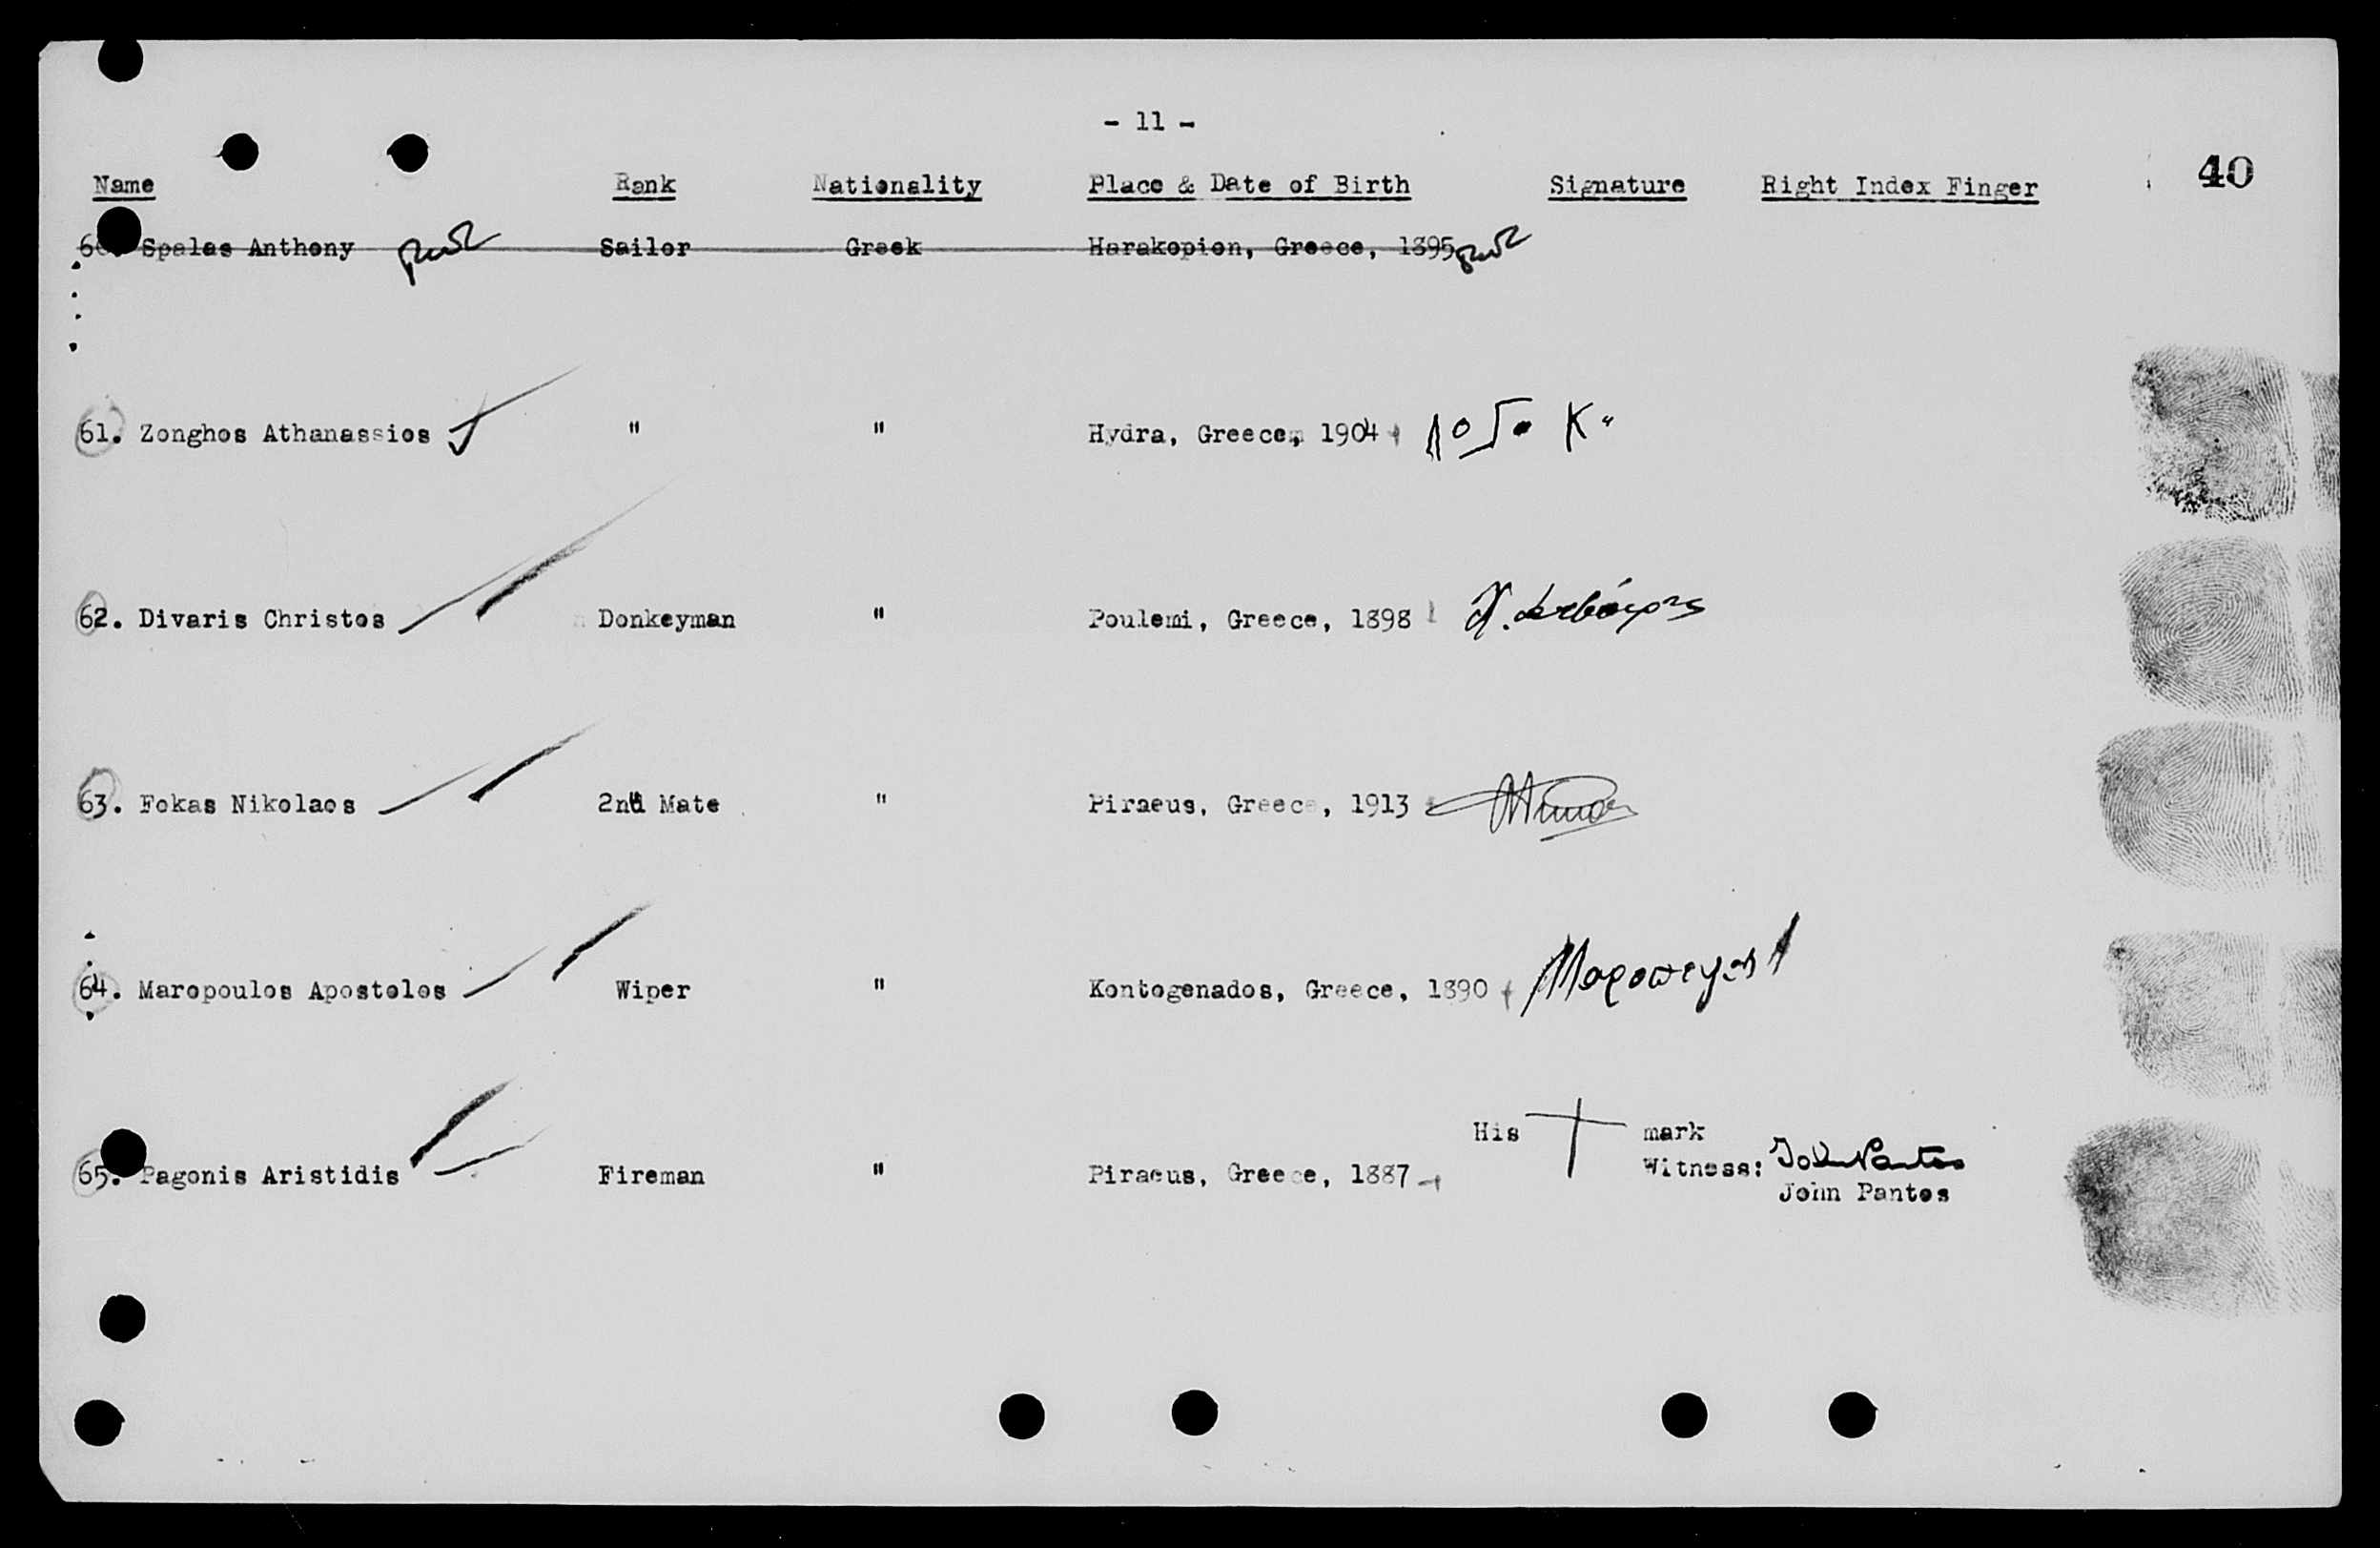 - 11 -
40
Name Rank Nationality Place & Date of Birth Signature Right Index Finger
60. Spalas Anthony Sailor Greek Harakopion, Greece, 1895
61. Zonghos Athanassios " " Hydra, Greece, 1904
62. Divaris Christos Donkeyman " Poulemi, Greece, 1898
63. Fokas Nikolaos 2nd Mate " Piraeus, Greece, 1913
64. Maropoulos Apostolos Wiper " Kontogenados, Greece, 1890
His mark
65. Pagonis Aristidis Fireman " Piraeus, Greece, 1887 Witness: John Pantos
John Pantos